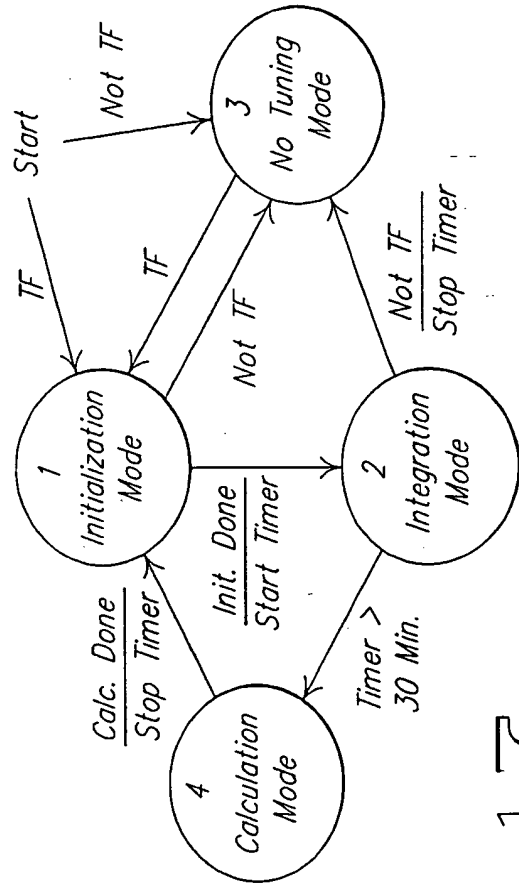 Start
TF
Not TF
1
Initialization
Mode
3
No Tuning
Mode
TF
Not TF
Calc. Done
Stop Timer
Init. Done
Start Timer
Not TF
Stop Timer
4
Calculation
Mode
2
Integration
Mode
Timer >
30 Min.